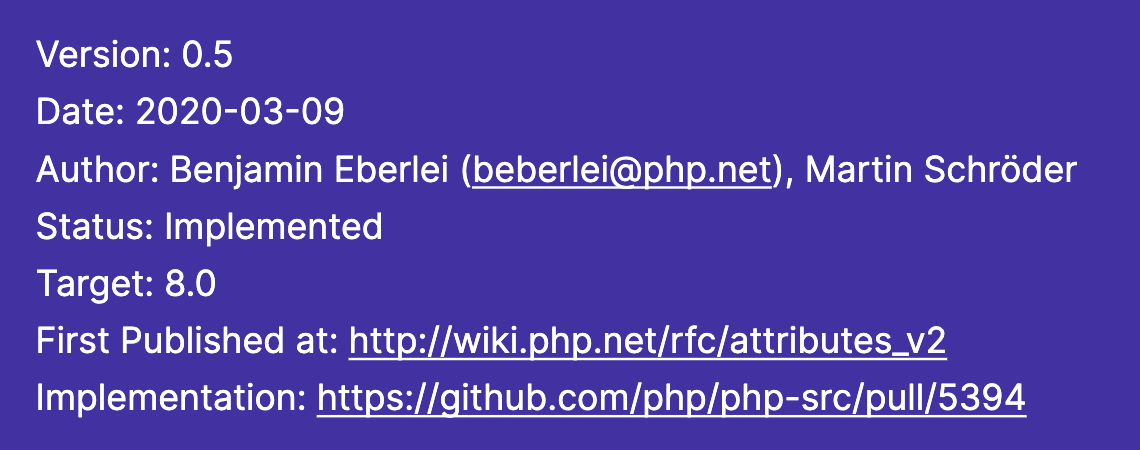 Version: 0.5
Date: 2020-03-09
Author: Benjamin Eberlei (beberlei@php.net), Martin Schröder
Status: Implemented
Target: 8.0
First Published at: http://wiki.php.net/rfc/attributes_v2
Implementation: https://github.com/php/php-src/pull/5394